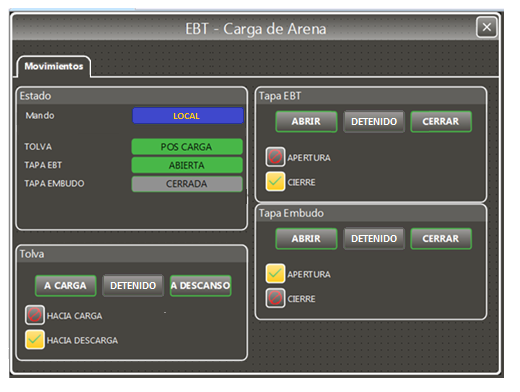 EBT - Carga de Arena
Movimientos
Estado
Mando LOCAL
TOLVA POS CARGA
TAPA EBT ABIERTA
TAPA EMBUDO CERRADA
Tapa EBT
ABRIR DETENIDO CERRAR
APERTURA
CIERRE
Tapa Embudo
ABRIR DETENIDO CERRAR
APERTURA
CIERRE
Tolva
A CARGA DETENIDO A DESCANSO
HACIA CARGA
HACIA DESCARGA